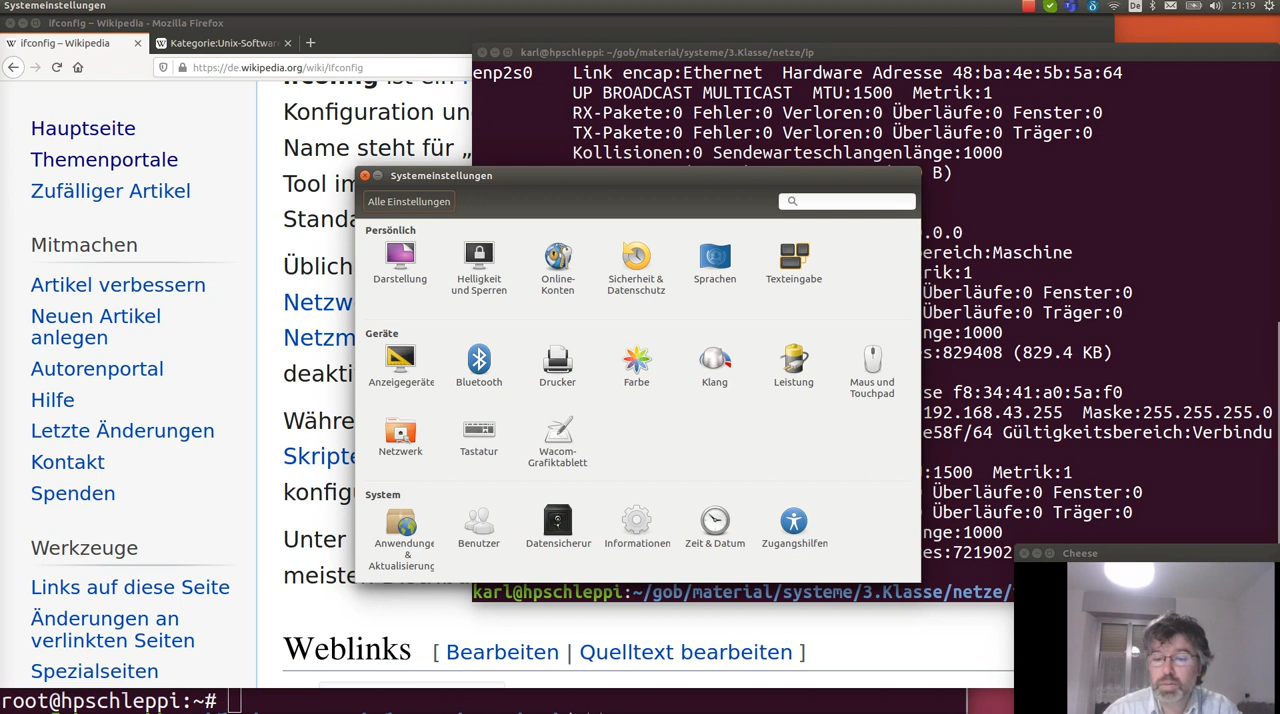 Systemeinstellungen
De
21:19
ifconfig – Wikipedia - Mozilla Firefox
ifconfig – Wikipedia
Kategorie:Unix-Softwar
https://de.wikipedia.org/wiki/Ifconfig
Hauptseite
Themenportale
Zufälliger Artikel
Mitmachen
Artikel verbessern
Neuen Artikel
anlegen
Autorenportal
Hilfe
Letzte Änderungen
Kontakt
Spenden
Werkzeuge
Links auf diese Seite
Änderungen an
verlinkten Seiten
Spezialseiten
ifconfig ist ein
Konfiguration un
Name steht für „
Tool im
Standa
Üblich
Netzw
Netzm
deakti
Währe
Skripte
konfigu
Unter
meisten Distrib
Weblinks [ Bearbeiten | Quelltext bearbeiten ]
karl@hpschleppi: ~/gob/material/systeme/3.Klasse/netze/ip
enp2s0 Link encap:Ethernet Hardware Adresse 48:ba:4e:5b:5a:64
UP BROADCAST MULTICAST MTU:1500 Metrik:1
RX-Pakete:0 Fehler:0 Verloren:0 Überläufe:0 Fenster:0
TX-Pakete:0 Fehler:0 Verloren:0 Überläufe:0 Träger:0
Kollisionen:0 Sendewarteschlangenlänge:1000
B)
.0.0
ereich:Maschine
rik:1
Überläufe:0 Fenster:0
Überläufe:0 Träger:0
nge:1000
s:829408 (829.4 KB)
se f8:34:41:a0:5a:f0
192.168.43.255 Maske:255.255.255.0
e58f/64 Gültigkeitsbereich:Verbindu
:1500 Metrik:1
Überläufe:0 Fenster:0
Überläufe:0 Träger:0
nge:1000
es:721902
karl@hpschleppi:~/gob/material/systeme/3.Klasse/netze/
Systemeinstellungen
Alle Einstellungen
Persönlich
Darstellung
Helligkeit
und Sperren
Online-
Konten
Sicherheit &
Datenschutz
Sprachen
Texteingabe
Geräte
Anzeigegeräte
Bluetooth
Drucker
Farbe
Klang
Leistung
Maus und
Touchpad
Netzwerk
Tastatur
Wacom-
Grafiktablett
System
Anwendunge
&
Aktualisierung
Benutzer
Datensicherun
Informationen
Zeit & Datum
Zugangshilfen
Cheese
root@hpschleppi:~#